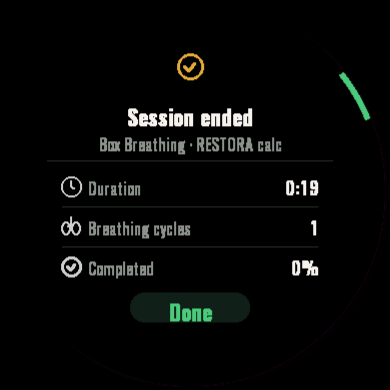 Session ended
Box Breathing · RESTORA calc
Duration 0:19
Breathing cycles 1
Completed 0%
Done